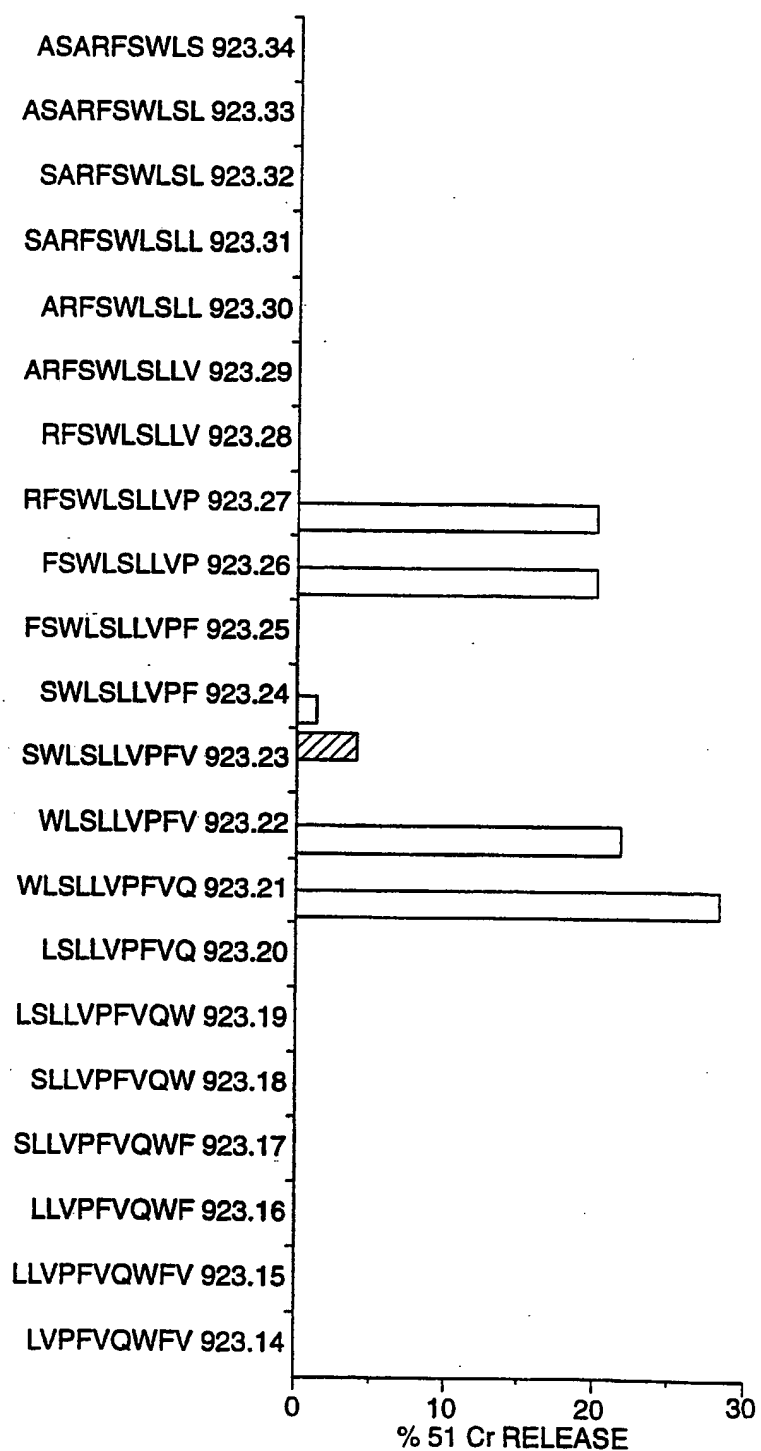 ASARFSWLS 923.34
ASARFSWLSL 923.33
SARFSWLSL 923.32
SARFSWLSLL 923.31
ARFSWLSLL 923.30
ARFSWLSLLV 923.29
RFSWLSLLV 923.28
RFSWLSLLVP 923.27
FSWLSLLVP 923.26
FSWLSLLVPF 923.25
SWLSLLVPF 923.24
SWLSLLVPFV 923.23
WLSLLVPFV 923.22
WLSLLVPFVQ 923.21
LSLLVPFVQ 923.20
LSLLVPFVQW 923.19
SLLVPFVQW 923.18
SLLVPFVQWF 923.17
LLVPFVQWF 923.16
LLVPFVQWFV 923.15
LVPFVQWFV 923.14
0 10 20 30
% 51 Cr RELEASE